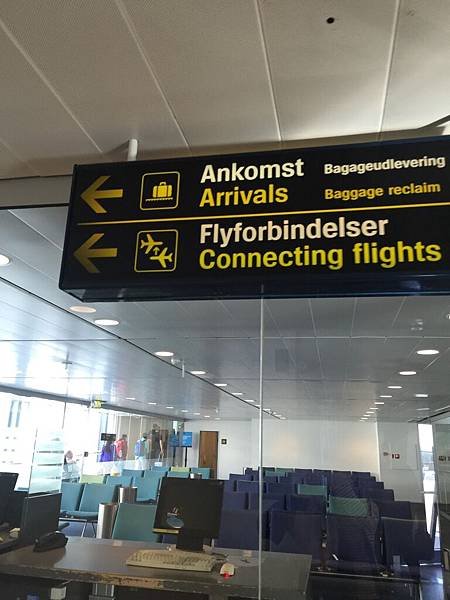 Ankomst Bagageudlevering
Arrivals Baggage reclaim
Flyforbindelser
Connecting flights